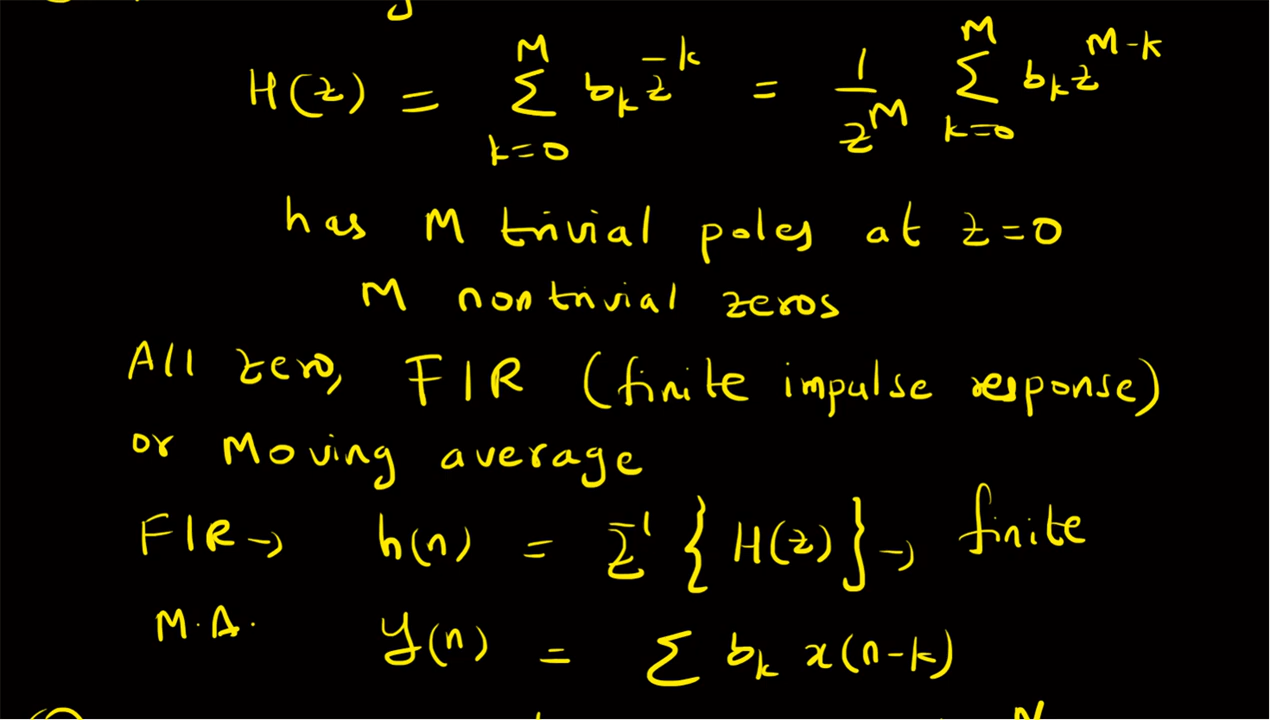 H(z) = Σ_{k=0}^{M} b_k z^{-k} = 1/z^M Σ_{k=0}^{M} b_k z^{M-k}
has M trivial poles at z=0
M nontrivial zeros
All zero, FIR (finite impulse response)
or Moving average
FIR → h(n) = Z^{-1} { H(z) } → finite
M.A. y(n) = Σ b_k x(n-k)